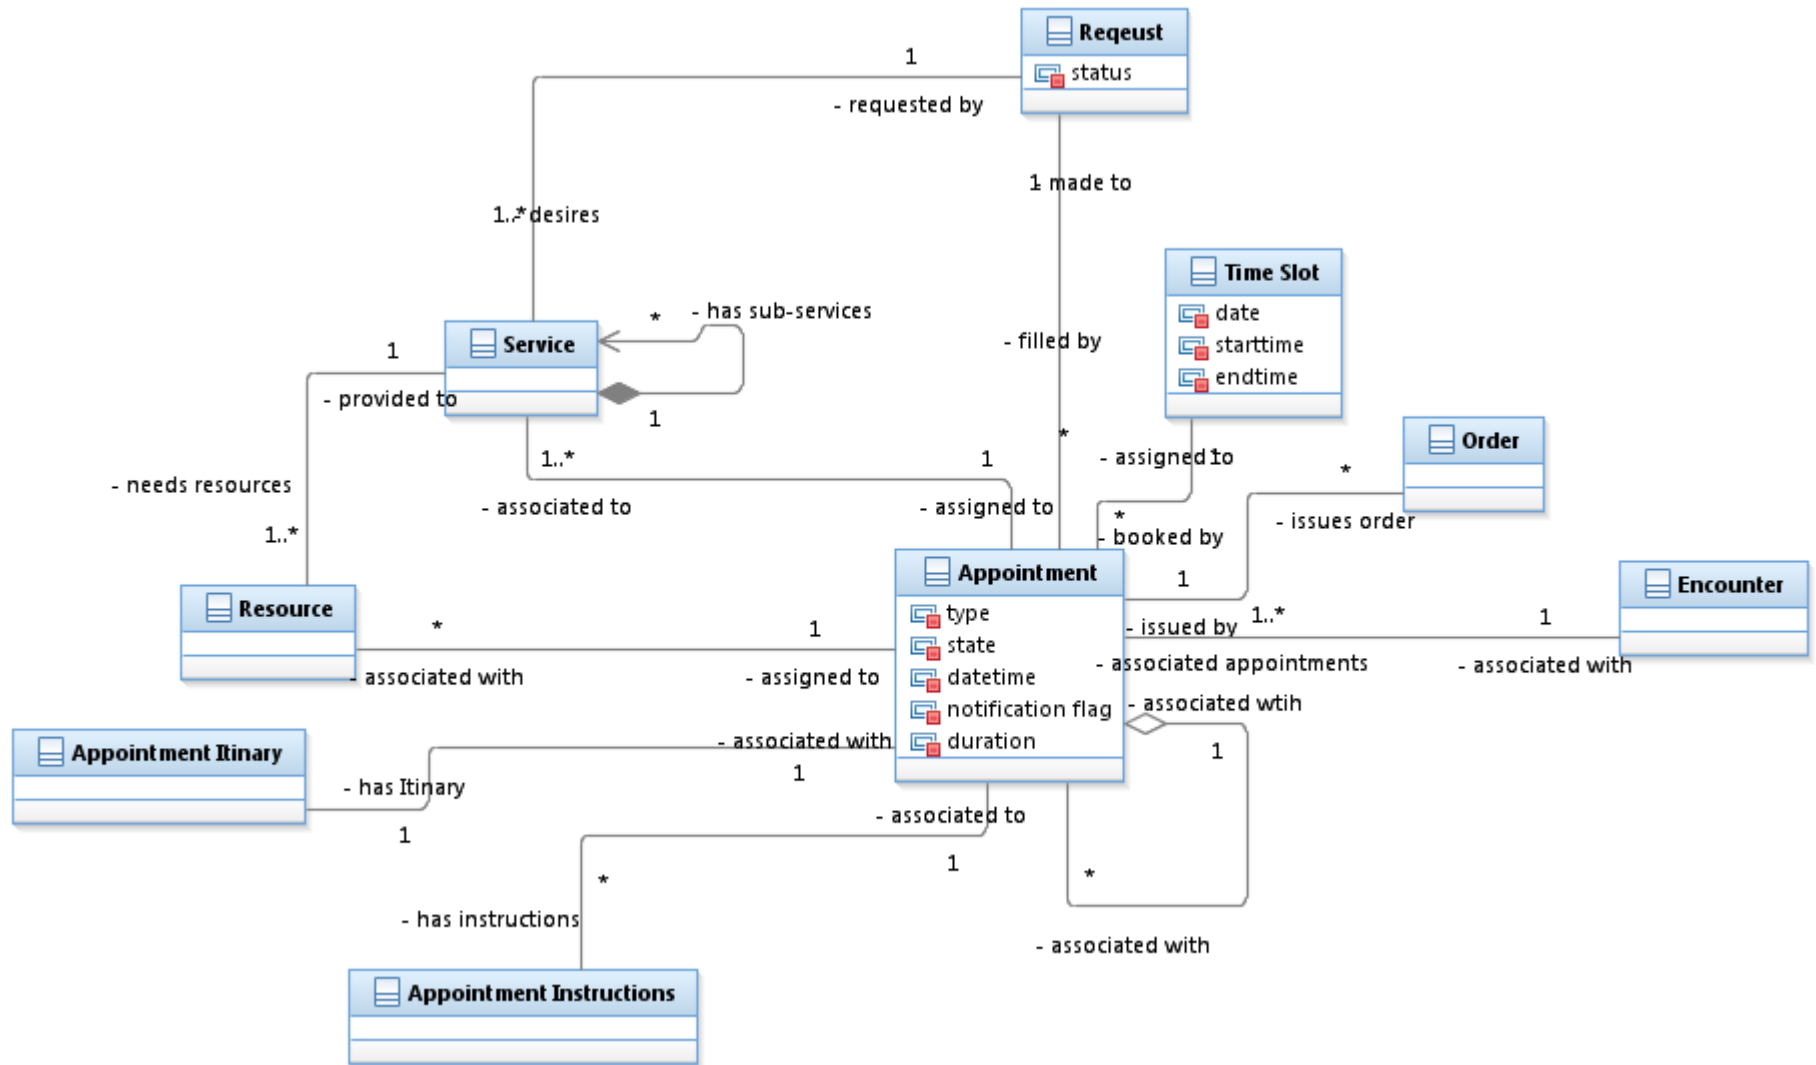 Reqeust
status
1
- requested by
1 - made to
1..* - desires
Time Slot
date
starttime
endtime
* - has sub-services
Service
1
1
- provided to
- filled by
*
- assigned to
Order
1..*
1
*
- needs resources
- associated to
- assigned to
*
- issues order
1..*
- booked by
Appointment
type
state
datetime
notification flag
duration
1
Encounter
Resource
*
1
- issued by
1..*
1
- associated with
- assigned to
- associated appointments
- associated with
- associated wtih
1
Appointment Itinary
- associated with
1
- has Itinary
1
- associated to
1
*
*
- has instructions
- associated with
Appointment Instructions